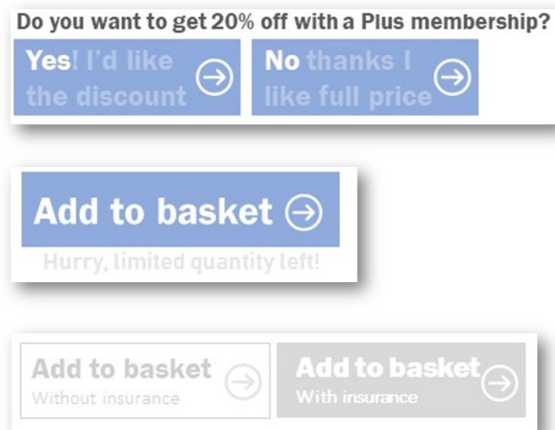 Do you want to get 20% off with a Plus membership?
Yes! I'd like
the discount
No thanks I
like full price
Add to basket
Hurry, limited quantity left!
Add to basket
Without insurance
Add to basket
With insurance